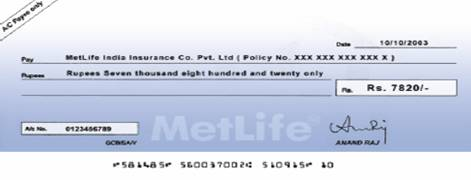 A/C Payee only
Date 10/10/2003
Pay MetLife India Insurance Co. Pvt. Ltd ( Policy No. XXX XXX XXX XXX X )
Rupees Rupees Seven thousand eight hundred and twenty only
Rs. Rs. 7820/-
A/c No. 0123456789
MetLife
GCBISA/V
ANAND RAJ
⑈581485⑈ 560037002⑆ 510915⑈ 10